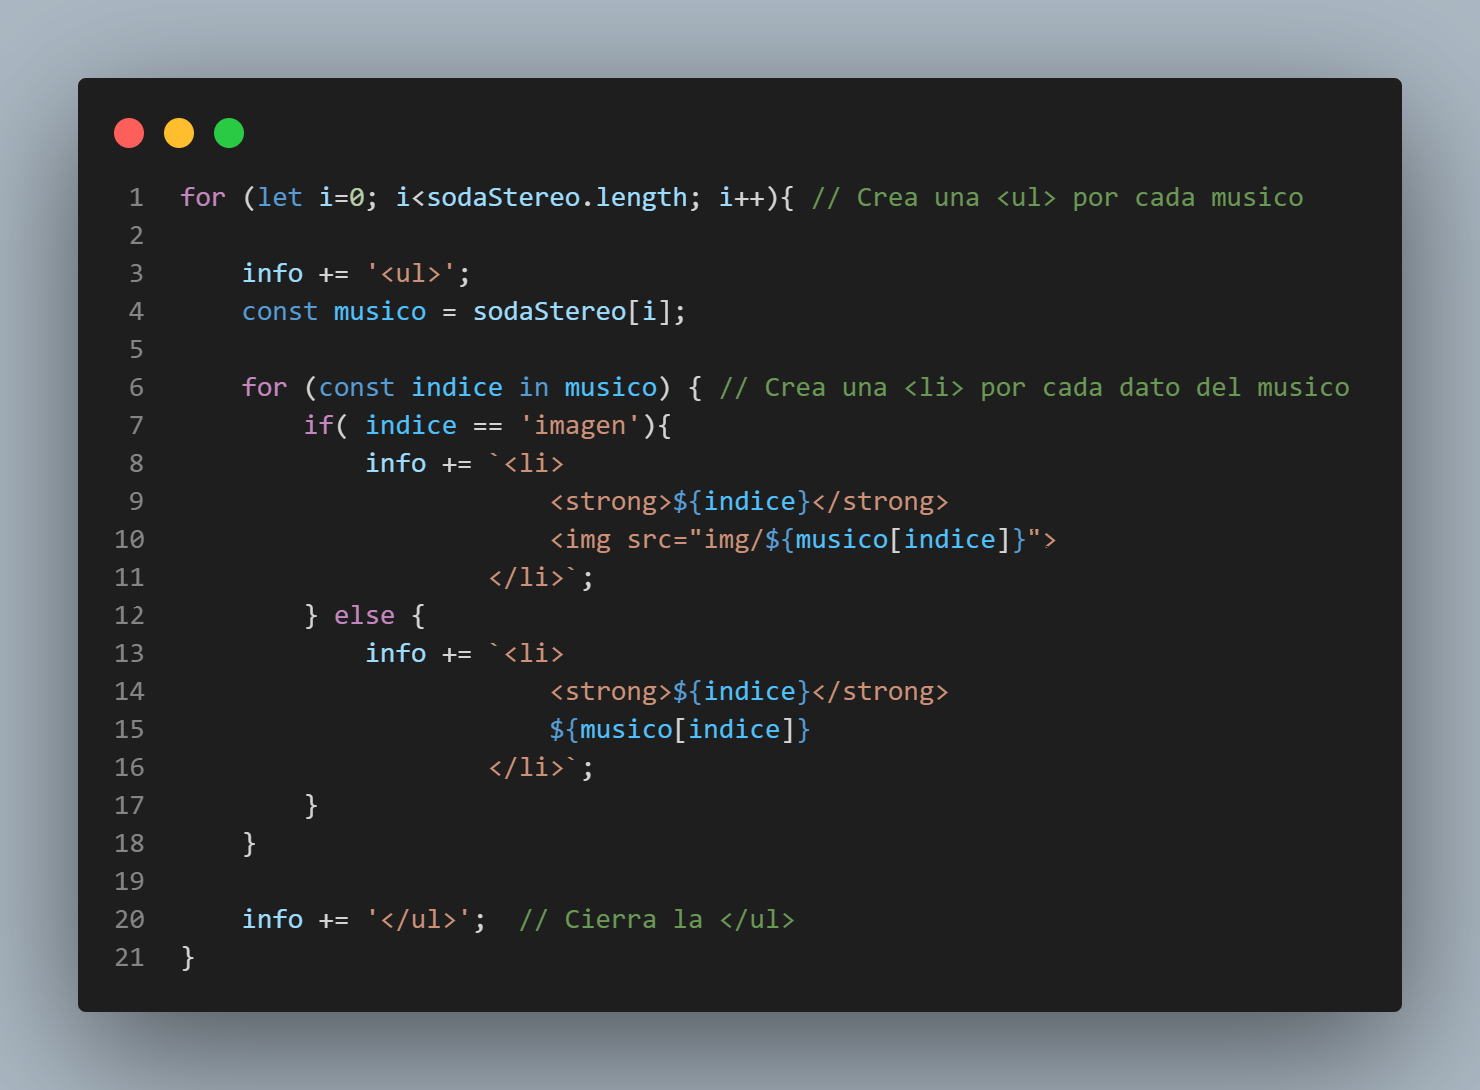 1 for (let i=0; i<sodaStereo.length; i++){ // Crea una <ul> por cada musico
2
3     info += '<ul>';
4     const musico = sodaStereo[i];
5
6     for (const indice in musico) { // Crea una <li> por cada dato del musico
7         if( indice == 'imagen'){
8             info += `<li>
9                         <strong>${indice}</strong>
10                         <img src="img/${musico[indice]}">
11                     </li>`;
12         } else {
13             info += `<li>
14                         <strong>${indice}</strong>
15                         ${musico[indice]}
16                     </li>`;
17         }
18     }
19
20     info += '</ul>';  // Cierra la </ul>
21 }